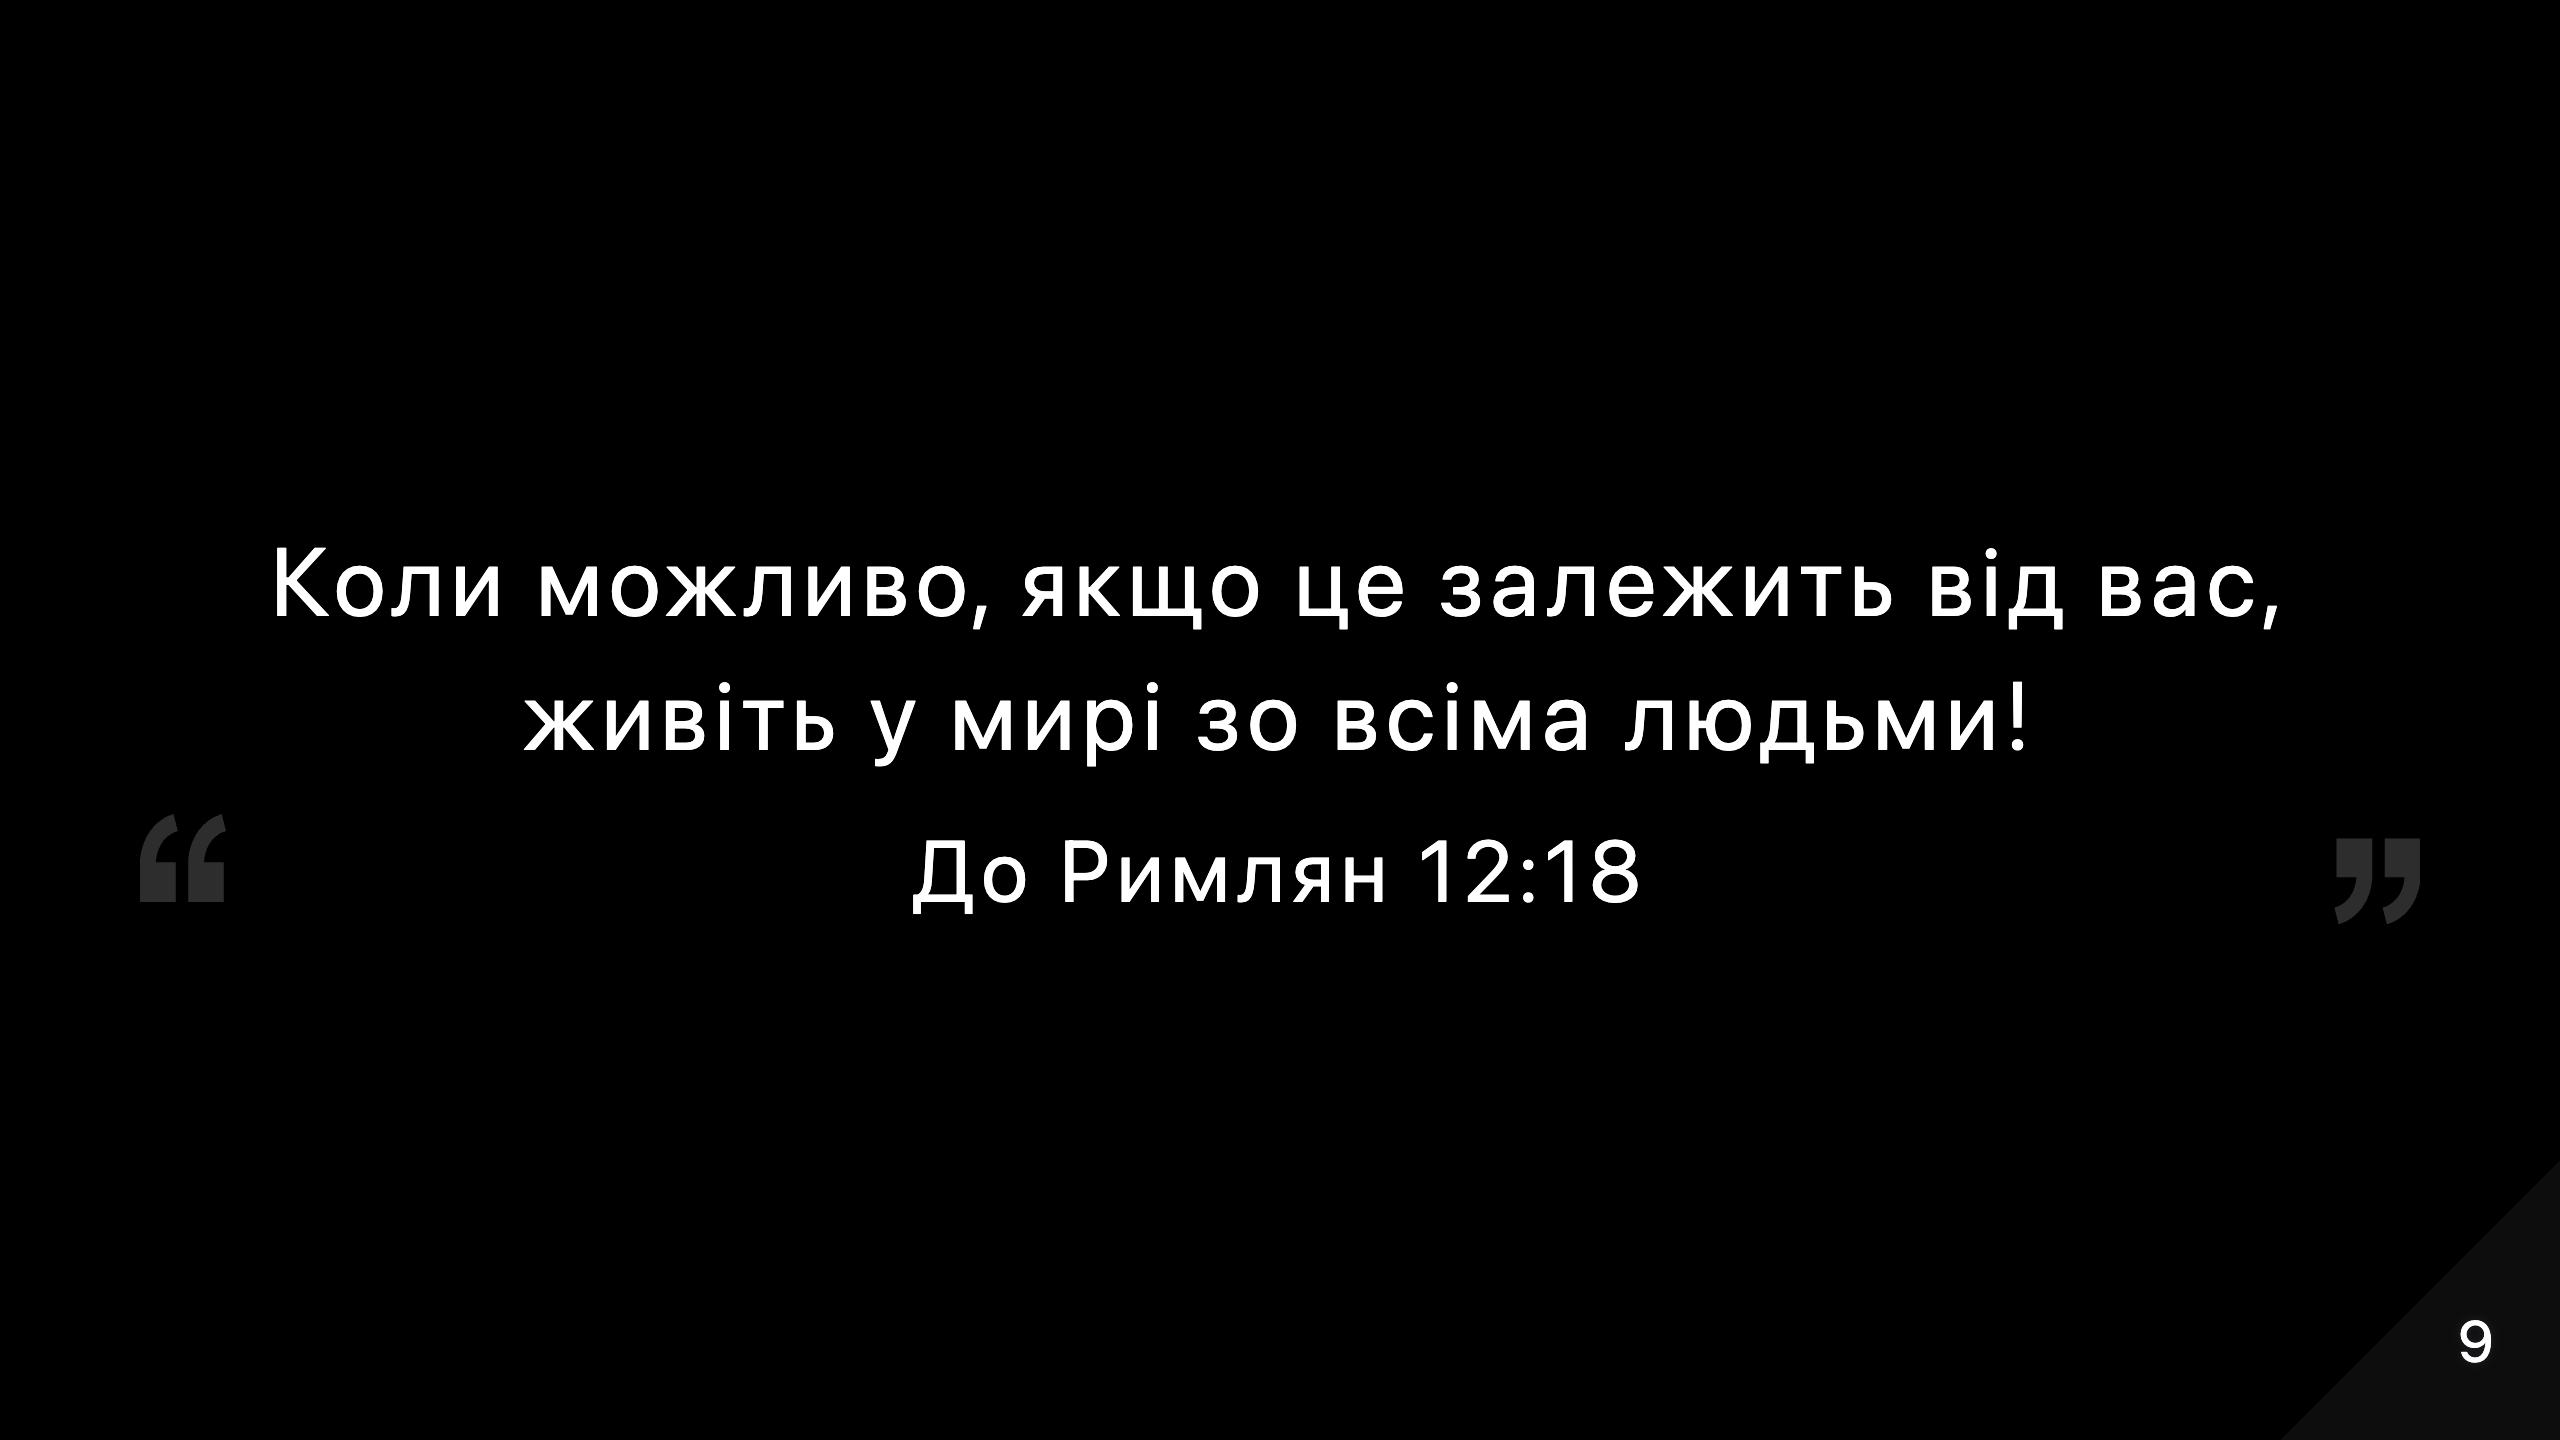 Коли можливо, якщо це залежить від вас,
живіть у мирі зо всіма людьми!
“ До Римлян 12:18 ”
9